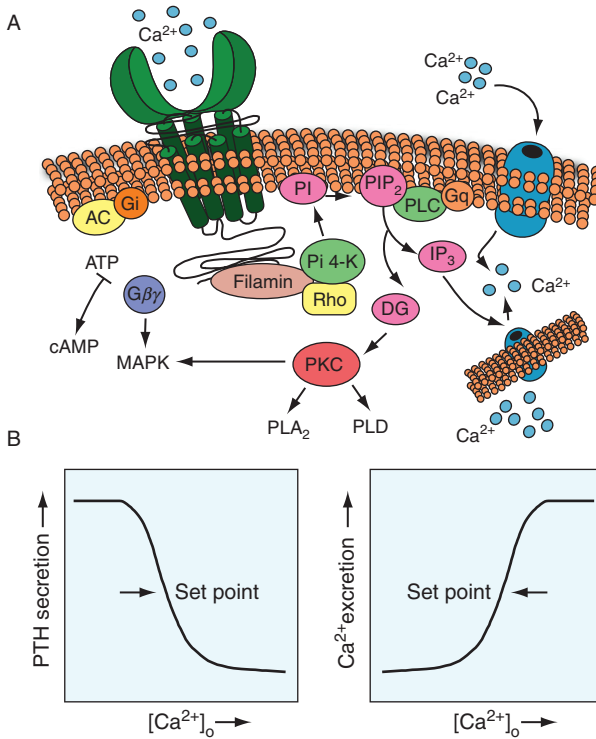 A
Ca²⁺
Ca²⁺
Ca²⁺
PI
PIP₂
PLC
Gq
AC
Gi
ATP
Pi 4-K
IP₃
Filamin
Rho
Gβγ
DG
Ca²⁺
cAMP
MAPK
PKC
PLA₂
PLD
Ca²⁺
B
PTH secretion
Set point
[Ca²⁺]ₒ
Ca²⁺excretion
Set point
[Ca²⁺]ₒ